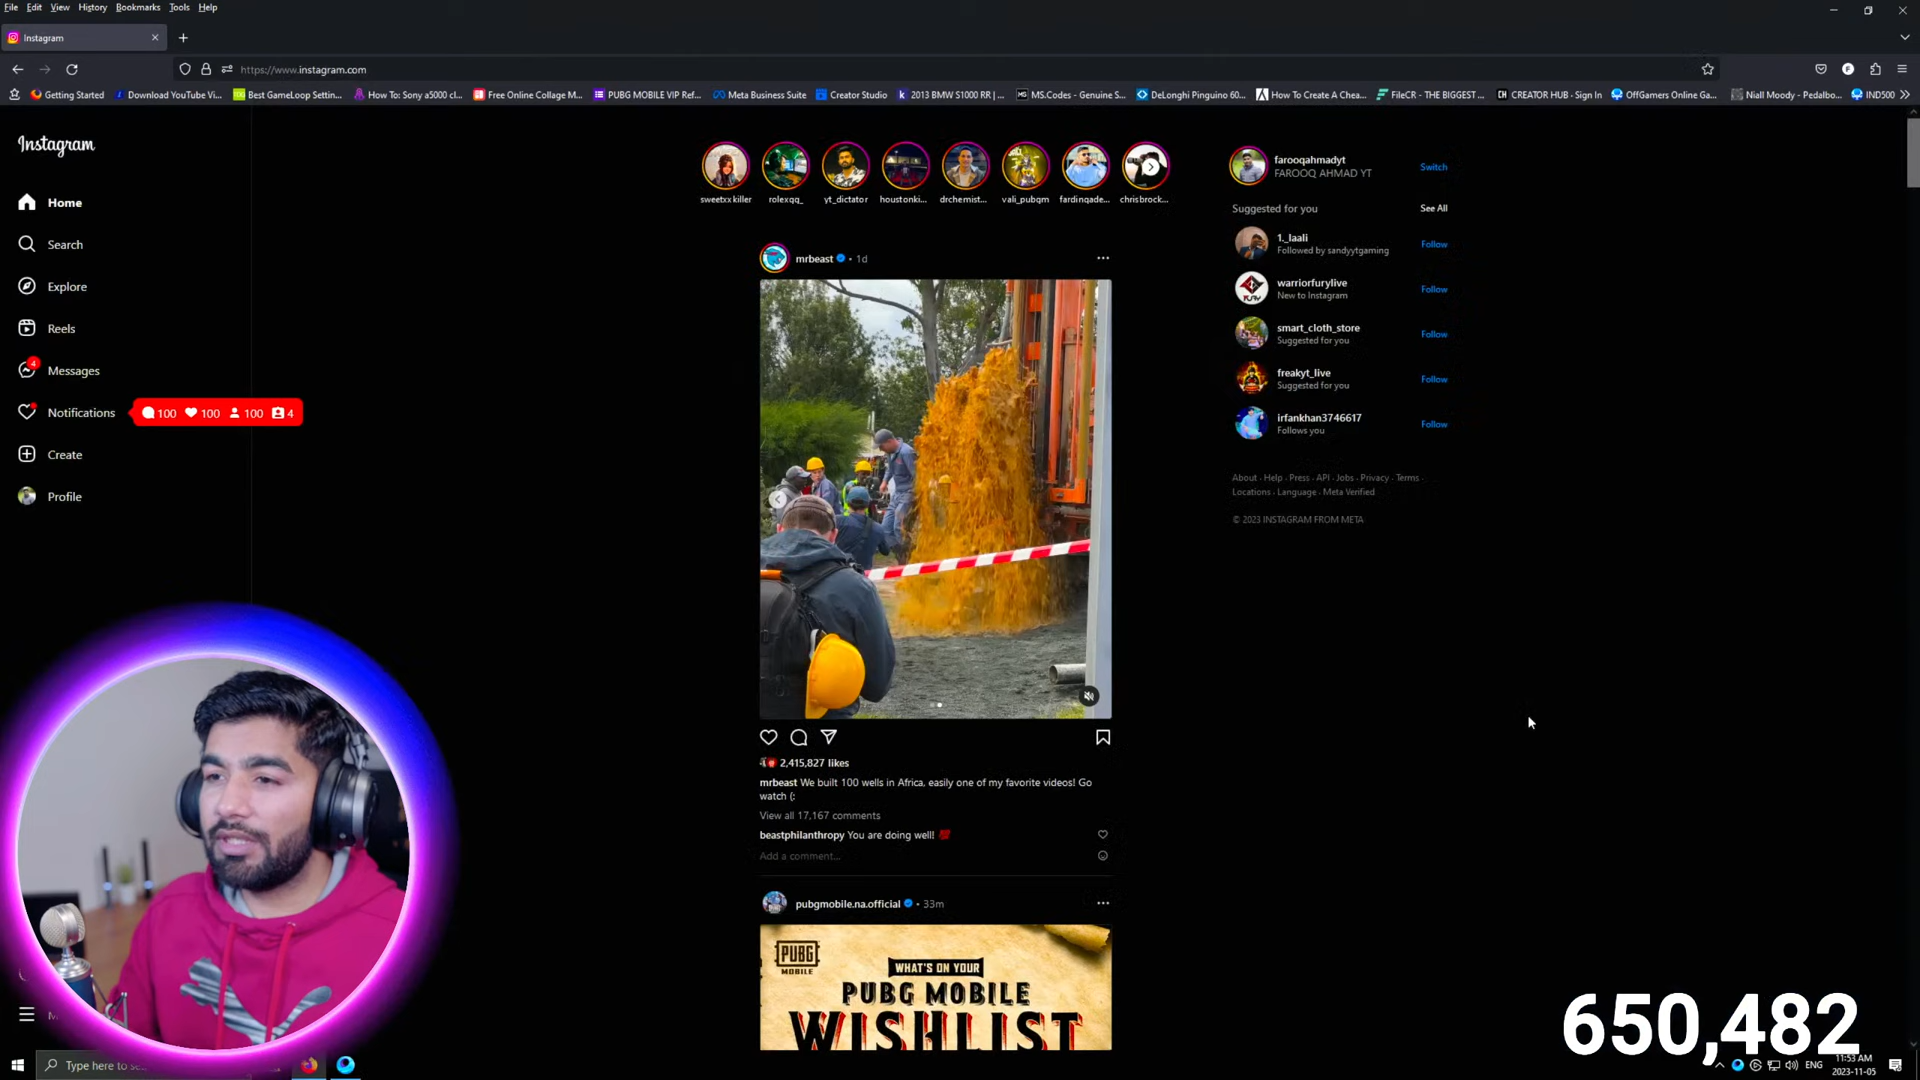 File Edit View History Bookmarks Tools Help
Instagram
https://www.instagram.com
Getting Started Download YouTube Vi... Best GameLoop Settin... How To: Sony a5000 cl... Free Online Collage M... PUBG MOBILE VIP Ref... Meta Business Suite Creator Studio 2013 BMW S1000 RR | ... MS.Codes - Genuine S... DeLonghi Pinguino 60... How To Create A Chea... FileCR - THE BIGGEST ... CREATOR HUB · Sign In OffGamers Online Ga... Niall Moody - Pedalbo... IND500
Instagram
Home
Search
Explore
Reels
4
Messages
Notifications 100 100 100 4
Create
Profile
sweetxx killer rolexqq_ yt_dictator houstonki... drchemist... vali_pubgm fardinqade... chrisbrock...
mrbeast • 1d
2,415,827 likes
mrbeast We built 100 wells in Africa, easily one of my favorite videos! Go
watch (:
View all 17,167 comments
beastphilanthropy You are doing well! 💯
Add a comment...
pubgmobile.na.official • 33m
PUBG
MOBILE
WHAT'S ON YOUR
PUBG MOBILE
WISHLIST
farooqahmadyt
FAROOQ AHMAD YT
Switch
Suggested for you See All
1._laali
Followed by sandyytgaming
Follow
warriorfurylive
New to Instagram
Follow
smart_cloth_store
Suggested for you
Follow
freakyt_live
Suggested for you
Follow
irfankhan3746617
Follows you
Follow
About · Help · Press · API · Jobs · Privacy · Terms ·
Locations · Language · Meta Verified
© 2023 INSTAGRAM FROM META
650,482
Type here to
ENG
11:53 AM
2023-11-05